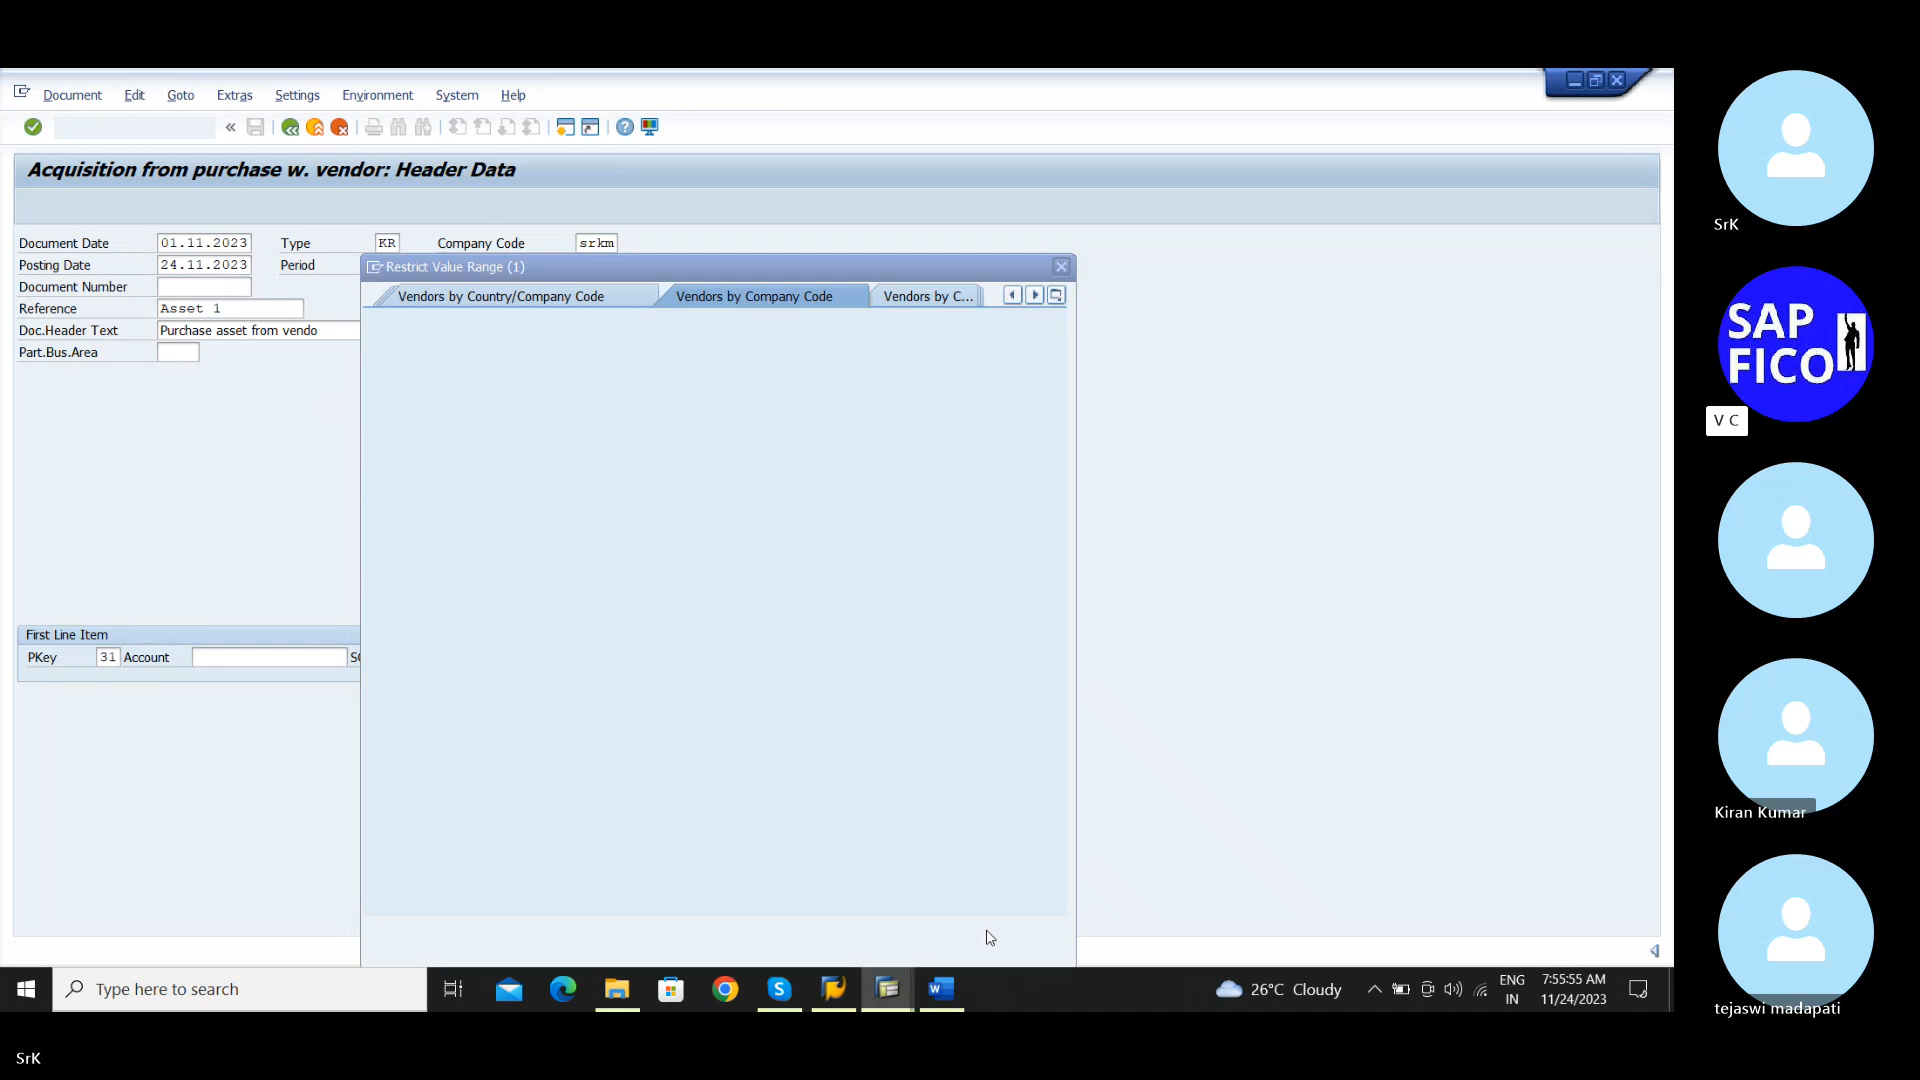 Document Edit Goto Extras Settings Environment System Help
Acquisition from purchase w. vendor: Header Data
Document Date 01.11.2023 Type KR Company Code srkm
Posting Date 24.11.2023 Period
Document Number
Reference Asset 1
Doc.Header Text Purchase asset from vendo
Part.Bus.Area
Restrict Value Range (1)
Vendors by Country/Company Code Vendors by Company Code Vendors by C...
First Line Item
PKey 31 Account
Type here to search
26°C Cloudy
ENG
IN
7:55:55 AM
11/24/2023
SrK
SAP
FICO
V C
Kiran Kumar
tejaswi madapati
SrK